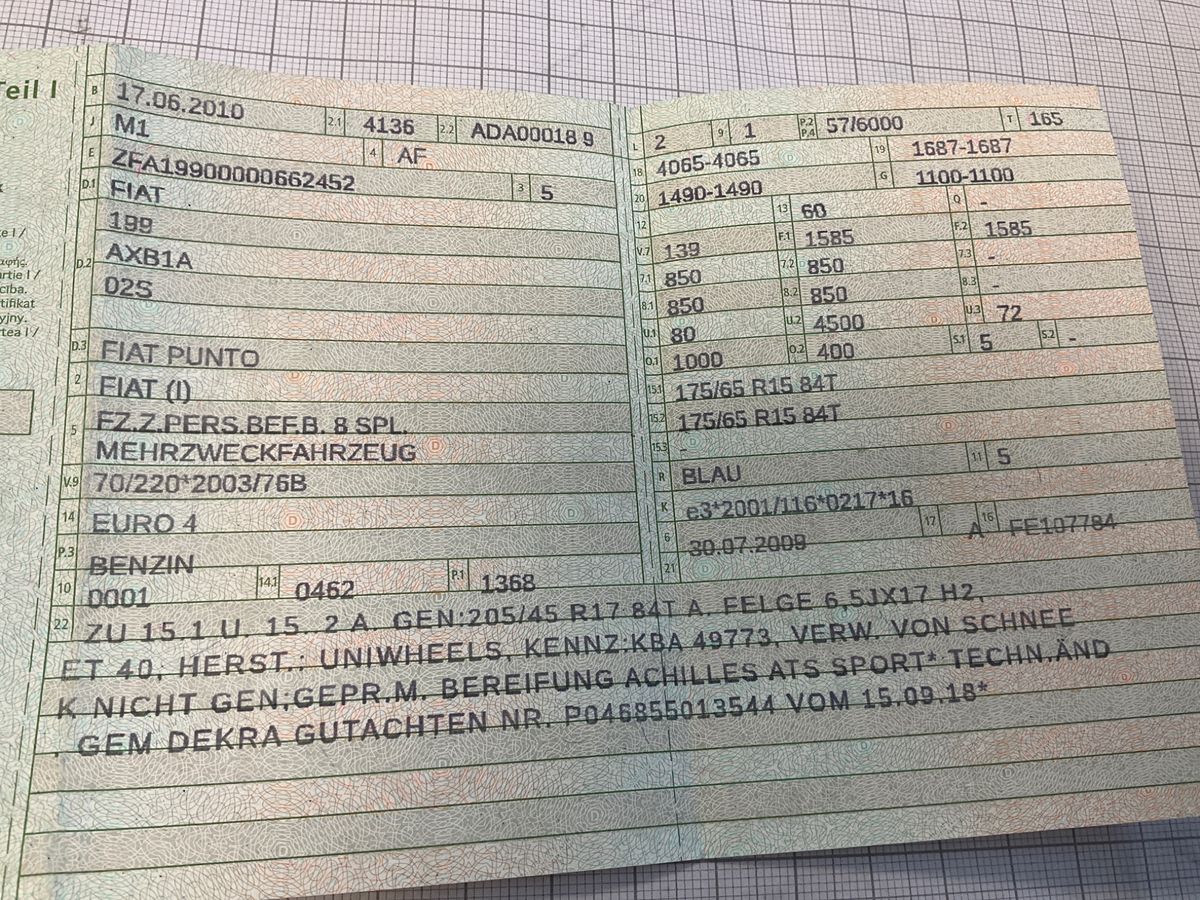 Teil I
B 17.06.2010 2.1 4136 2.2 ADA00018 9
J M1 4 AF
E ZFA19900000662452 3 5
D.1 FIAT
D.2 199
AXB1A
02S
D.3 FIAT PUNTO
2 FIAT (I)
5 FZ.Z.PERS.BEF.B. 8 SPL.
MEHRZWECKFAHRZEUG
V.9 70/220*2003/76B
14 EURO 4
P.3 BENZIN
10 0001 14.1 0462 P.1 1368
L 2 9 1 P.2 P.4 57/6000 T 165
18 4065-4065 19 1687-1687
20 1490-1490 G 1100-1100
12 13 60 Q -
V.7 139 F.1 1585 F.2 1585
7.1 850 7.2 850 7.3 -
8.1 850 8.2 850 8.3 -
U.1 80 U.2 4500 U.3 72
O.1 1000 O.2 400 S.1 5 S.2 -
15.1 175/65 R15 84T
15.2 175/65 R15 84T
15.3 -
R BLAU 11 5
K e3*2001/116*0217*16
6 30.07.2009 17 A 16 FE107784
21
22 ZU 15.1 U. 15. 2 A. GEN:205/45 R17 84T A. FELGE 6,5JX17 H2,
ET 40, HERST.: UNIWHEELS, KENNZ:KBA 49773, VERW. VON SCHNEE
K NICHT GEN;GEPR.M. BEREIFUNG ACHILLES ATS SPORT* TECHN.ÄND
. GEM DEKRA GUTACHTEN NR. P046855013544 VOM 15.09.18*
e I /
rtie I /
cība.
tifikat
yjny.
tea I /